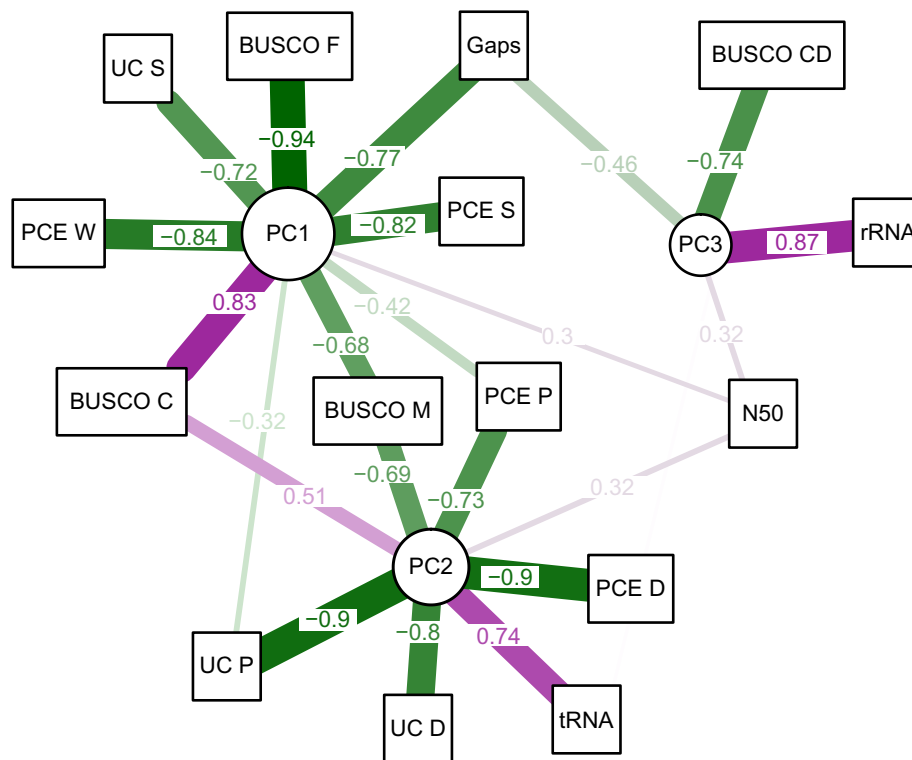 BUSCO F
Gaps
BUSCO CD
UC S
−0.94
−0.77
−0.72
−0.46
−0.74
PCE W
−0.84
PC1
−0.82
PCE S
PC3
0.87
rRNA
0.83
−0.42
−0.68
0.3
0.32
BUSCO C
−0.32
BUSCO M
PCE P
N50
0.51
−0.69
−0.73
0.32
PC2
−0.9
PCE D
−0.9
−0.8
0.74
UC P
UC D
tRNA